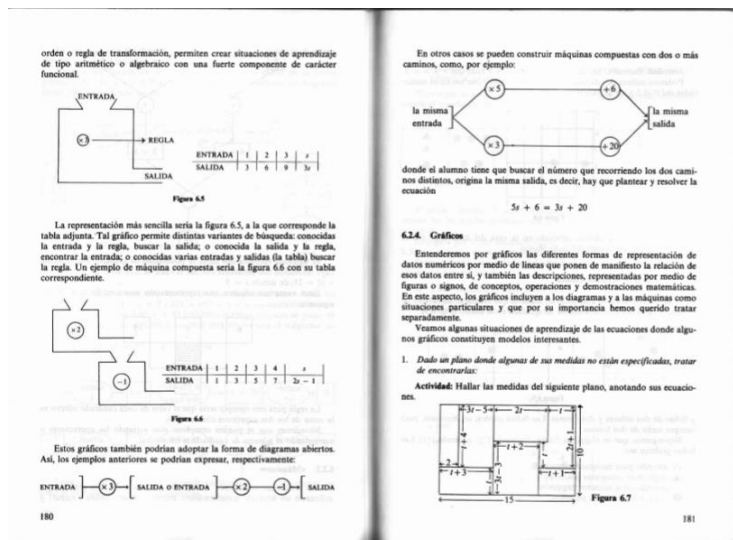 orden o regla de transformación, permiten crear situaciones de aprendizaje
de tipo aritmético o algebraico con una fuerte componente de carácter
funcional.
ENTRADA
×3
REGLA
SALIDA
ENTRADA 1 2 3 s
SALIDA 3 6 9 3s
Figura 6.5
La representación más sencilla sería la figura 6.5, a la que corresponde la
tabla adjunta. Tal gráfico permite distintas variantes de búsqueda: conocidas
la entrada y la regla, buscar la salida; o conocida la salida y la regla,
encontrar la entrada; o conocidas varias entradas y salidas (la tabla) buscar
la regla. Un ejemplo de máquina compuesta sería la figura 6.6 con su tabla
correspondiente.
×2
-1
ENTRADA 1 2 3 4 s
SALIDA 1 3 5 7 2s - 1
Figura 6.6
Estos gráficos también podrían adoptar la forma de diagramas abiertos.
Así, los ejemplos anteriores se podrían expresar, respectivamente:
ENTRADA ×3 SALIDA O ENTRADA ×2 -1 SALIDA
180
En otros casos se pueden construir máquinas compuestas con dos o más
caminos, como, por ejemplo:
×5 +6
la misma entrada
la misma salida
×3 +20
donde el alumno tiene que buscar el número que recorriendo los dos cami-
nos distintos, origina la misma salida, es decir, hay que plantear y resolver la
ecuación
5s + 6 = 3s + 20
6.2.4. Gráficos
Entenderemos por gráficos las diferentes formas de representación de
datos numéricos por medio de líneas que ponen de manifiesto la relación de
esos datos entre sí, y también las descripciones, representadas por medio de
figuras o signos, de conceptos, operaciones y demostraciones matemáticas.
En este aspecto, los gráficos incluyen a los diagramas y a las máquinas como
situaciones particulares y que por su importancia hemos querido tratar
separadamente.
Veamos algunas situaciones de aprendizaje de las ecuaciones donde algu-
nos gráficos constituyen modelos interesantes.
1. Dado un plano donde algunas de sus medidas no están especificadas, tratar
de encontrarlas:
Actividad: Hallar las medidas del siguiente plano, anotando sus ecuacio-
nes.
3t-5 2t t
t+4
t+2
2t+1
10
2
t+3
3t-3
t
t+1
15
Figura 6.7
181